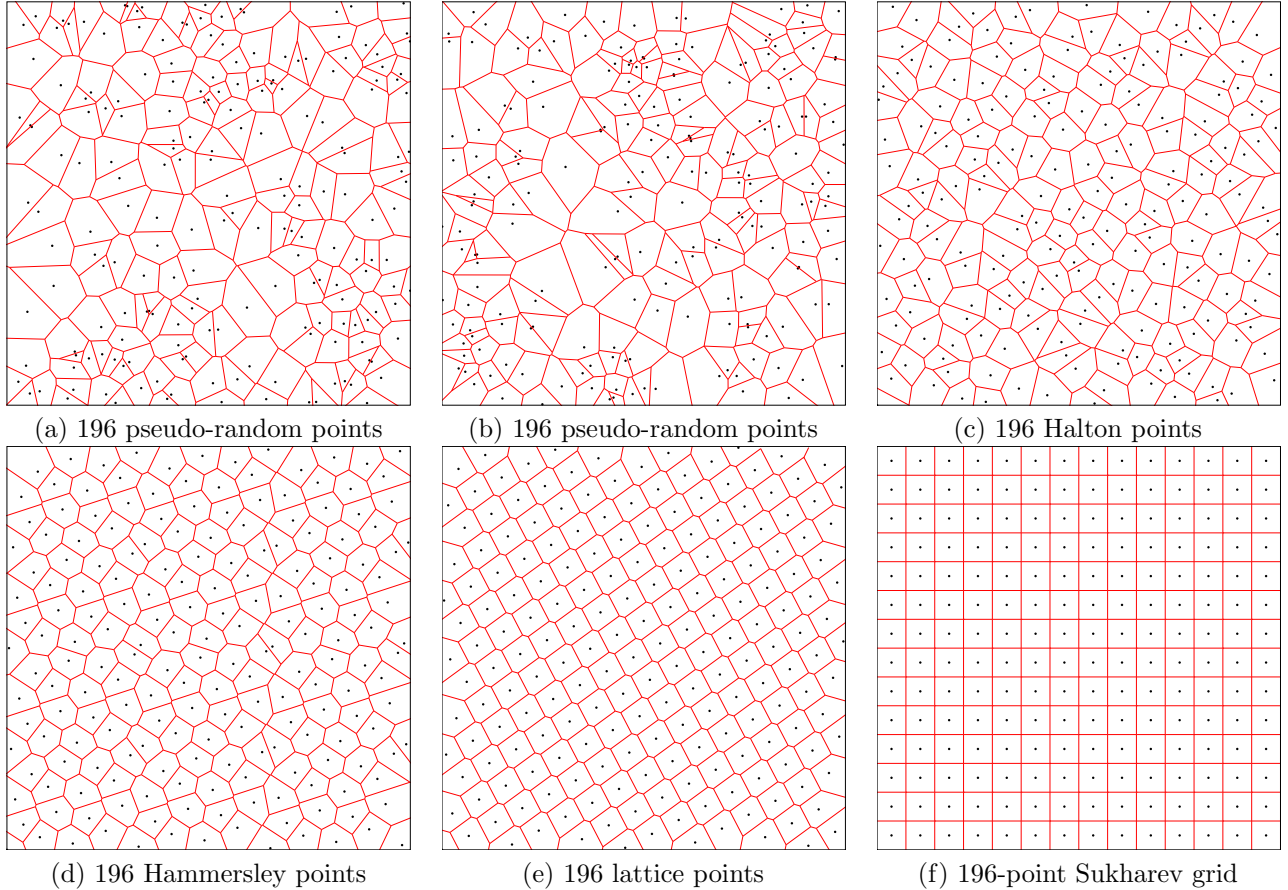 (a) 196 pseudo-random points
(b) 196 pseudo-random points
(c) 196 Halton points
(d) 196 Hammersley points
(e) 196 lattice points
(f) 196-point Sukharev grid